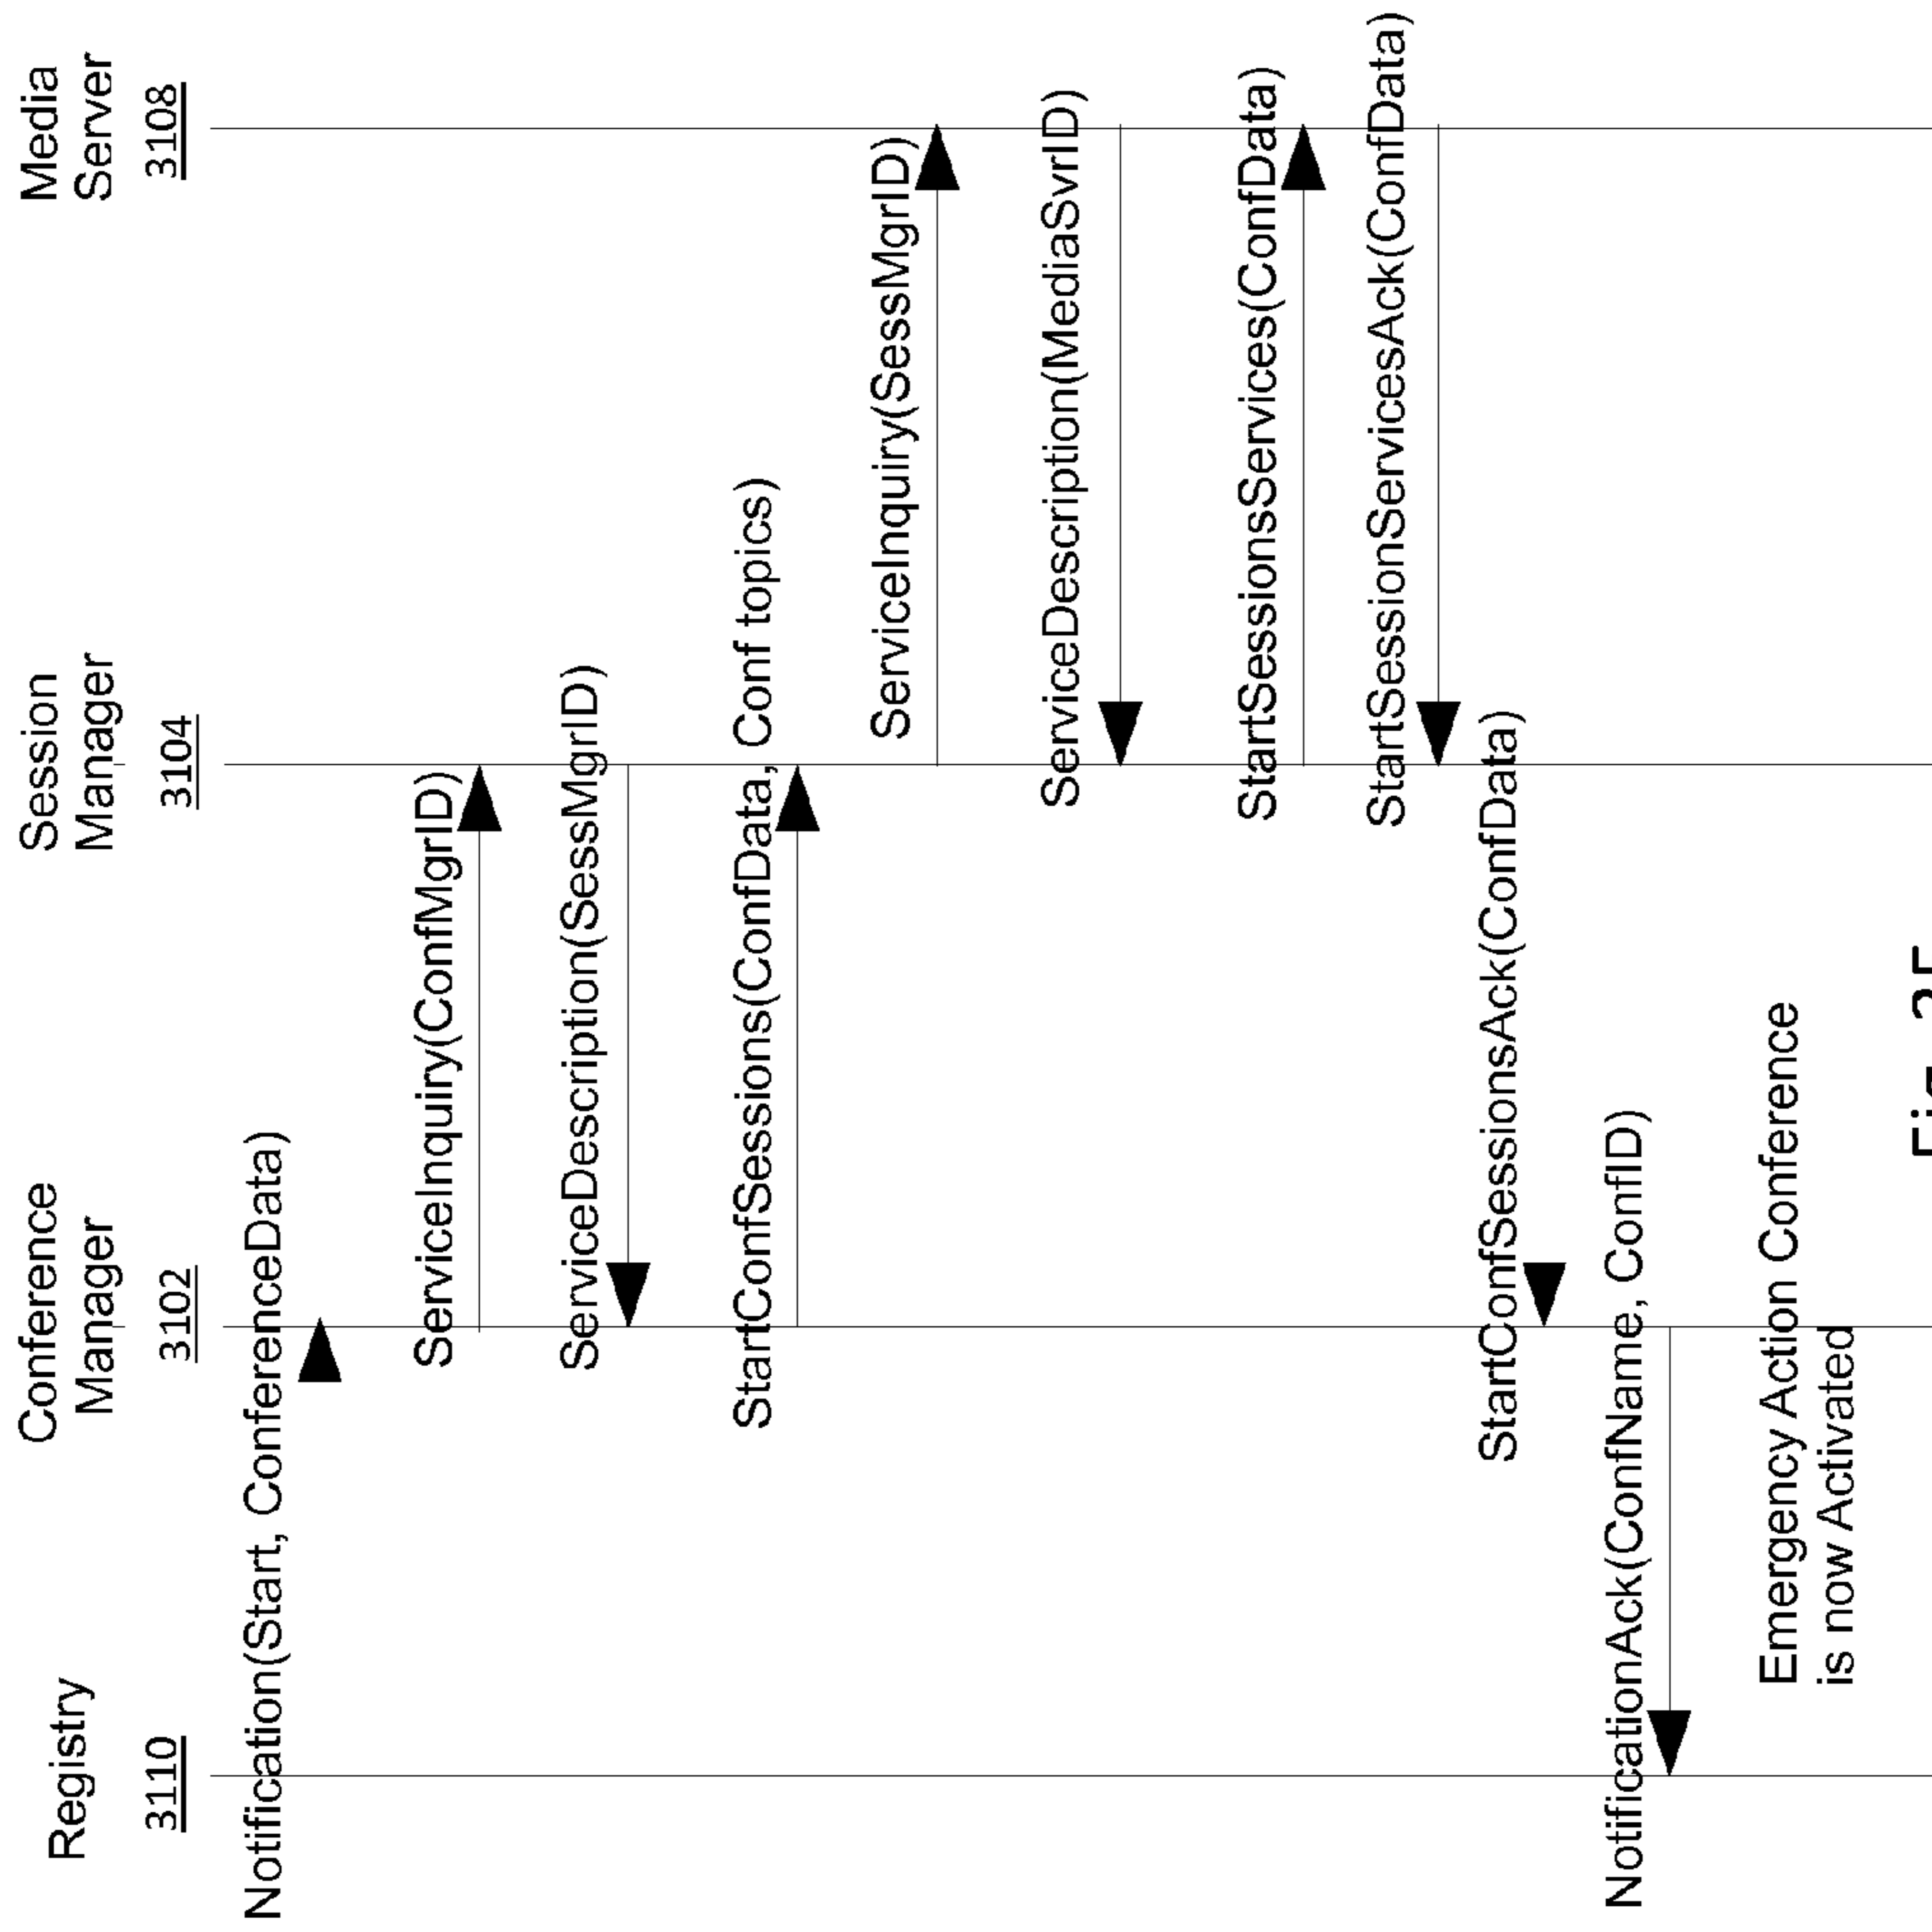 Registry
3110
Conference
Manager
3102
Session
Manager
3104
Media
Server
3108
Notification(Start, ConferenceData)
ServiceInquiry(ConfMgrID)
ServiceDescription(SessMgrID)
StartConfSessions(ConfData, Conf topics)
ServiceInquiry(SessMgrID)
ServiceDescription(MediaSvrID)
StartSessionsServices(ConfData)
StartSessionServicesAck(ConfData)
StartConfSessionsAck(ConfData)
NotificationAck(ConfName, ConfID)
Emergency Action Conference
is now Activated